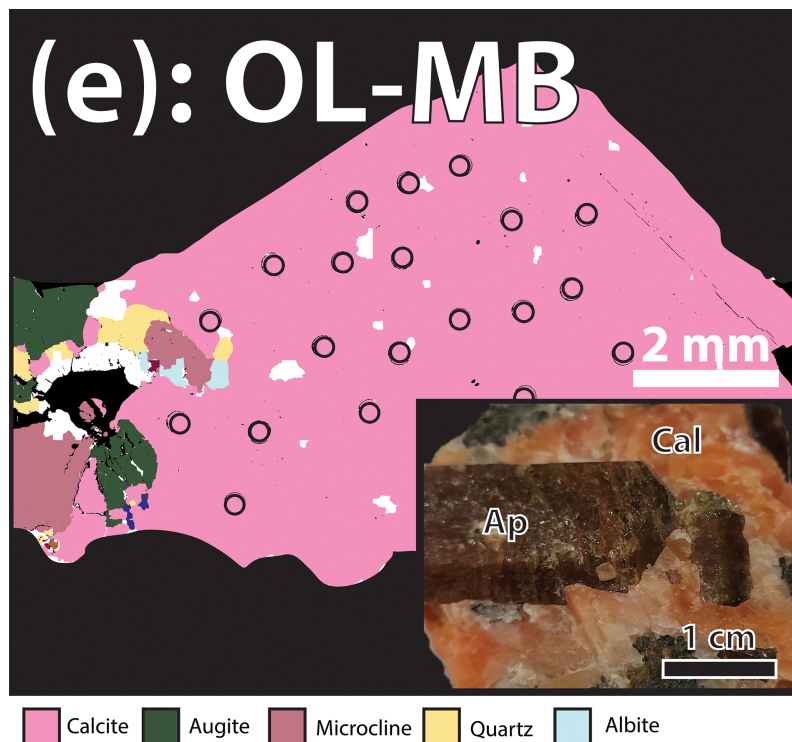 (e): OL-MB
2 mm
Cal
Ap
1 cm
Calcite Augite Microcline Quartz Albite